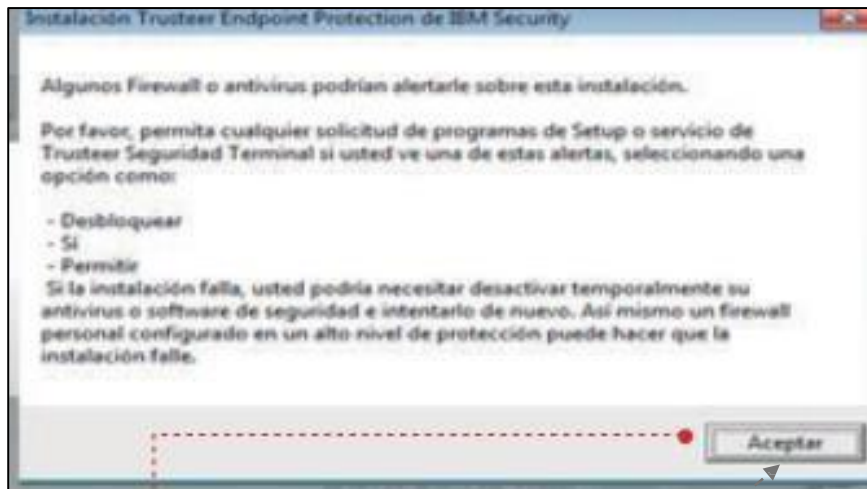 Instalación Trusteer Endpoint Protection de IBM Security
Algunos Firewall o antivirus podrían alertarle sobre esta instalación.
Por favor, permita cualquier solicitud de programas de Setup o servicio de
Trusteer Seguridad Terminal si usted ve una de estas alertas, seleccionando una
opción como:
- Desbloquear
- Si
- Permitir
Si la instalación falla, usted podría necesitar desactivar temporalmente su
antivirus o software de seguridad e intentarlo de nuevo. Así mismo un firewall
personal configurado en un alto nivel de protección puede hacer que la
instalación falle.
Aceptar